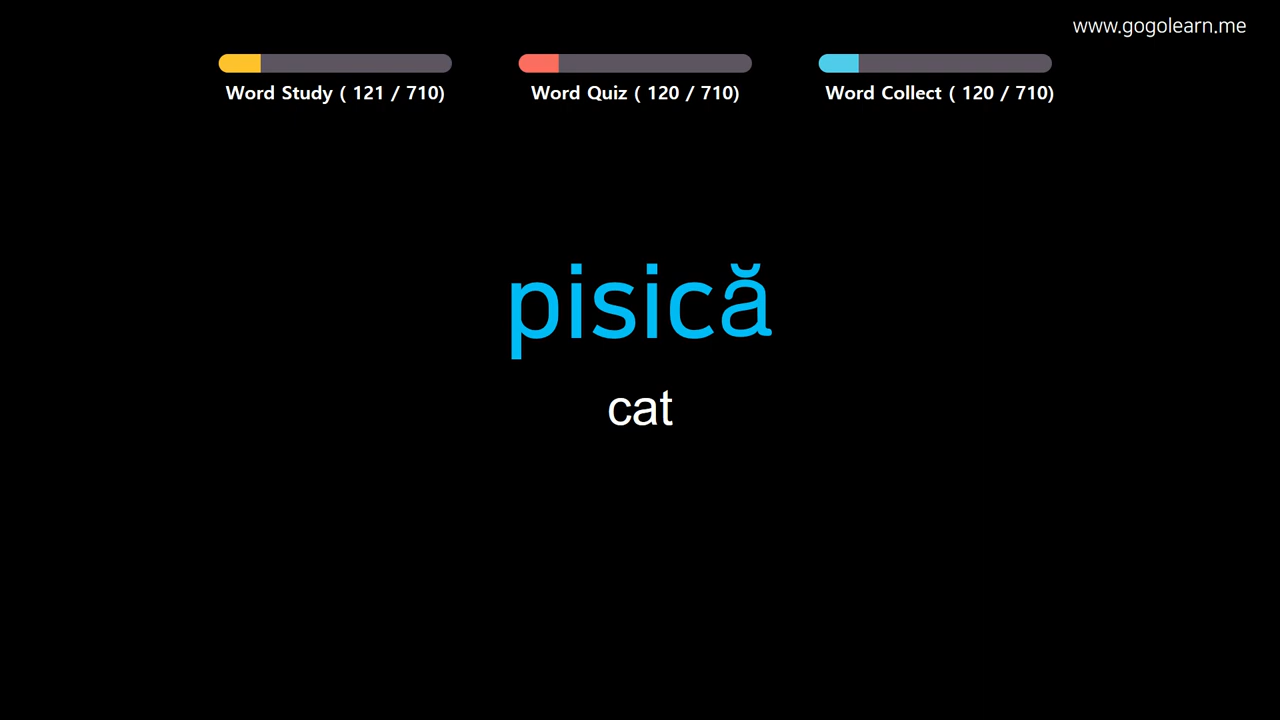 www.gogolearn.me
Word Study ( 121 / 710)
Word Quiz ( 120 / 710)
Word Collect ( 120 / 710)
pisică
cat